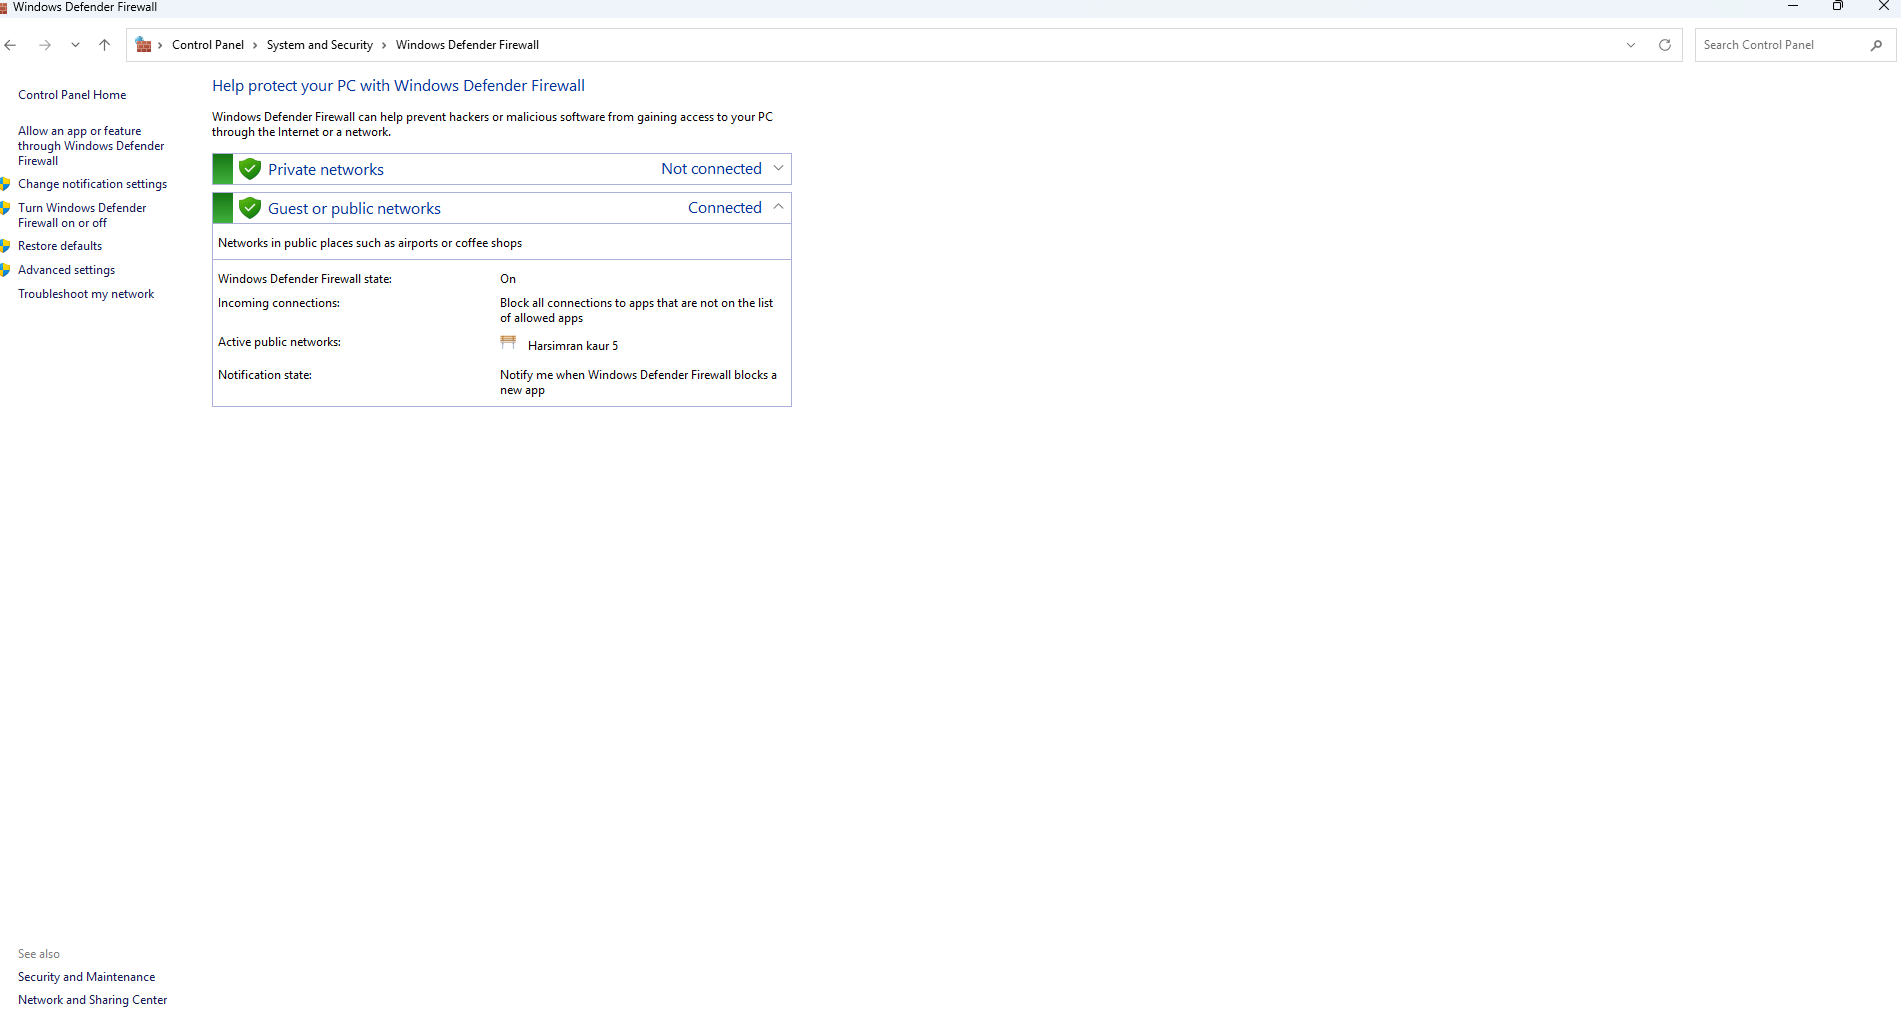 Windows Defender Firewall
Control Panel > System and Security > Windows Defender Firewall
Search Control Panel
Control Panel Home
Allow an app or feature
through Windows Defender
Firewall
Change notification settings
Turn Windows Defender
Firewall on or off
Restore defaults
Advanced settings
Troubleshoot my network
Help protect your PC with Windows Defender Firewall
Windows Defender Firewall can help prevent hackers or malicious software from gaining access to your PC
through the Internet or a network.
Private networks Not connected
Guest or public networks Connected
Networks in public places such as airports or coffee shops
Windows Defender Firewall state: On
Incoming connections: Block all connections to apps that are not on the list
of allowed apps
Active public networks: Harsimran kaur 5
Notification state: Notify me when Windows Defender Firewall blocks a
new app
See also
Security and Maintenance
Network and Sharing Center